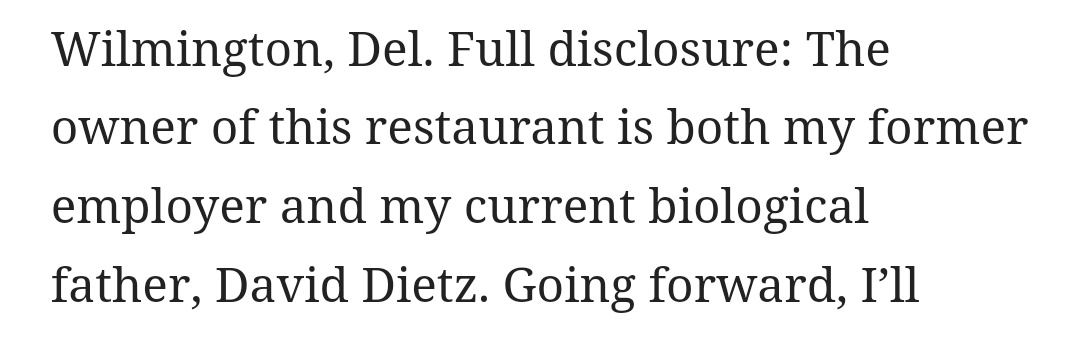 Wilmington, Del. Full disclosure: The
owner of this restaurant is both my former
employer and my current biological
father, David Dietz. Going forward, I’ll